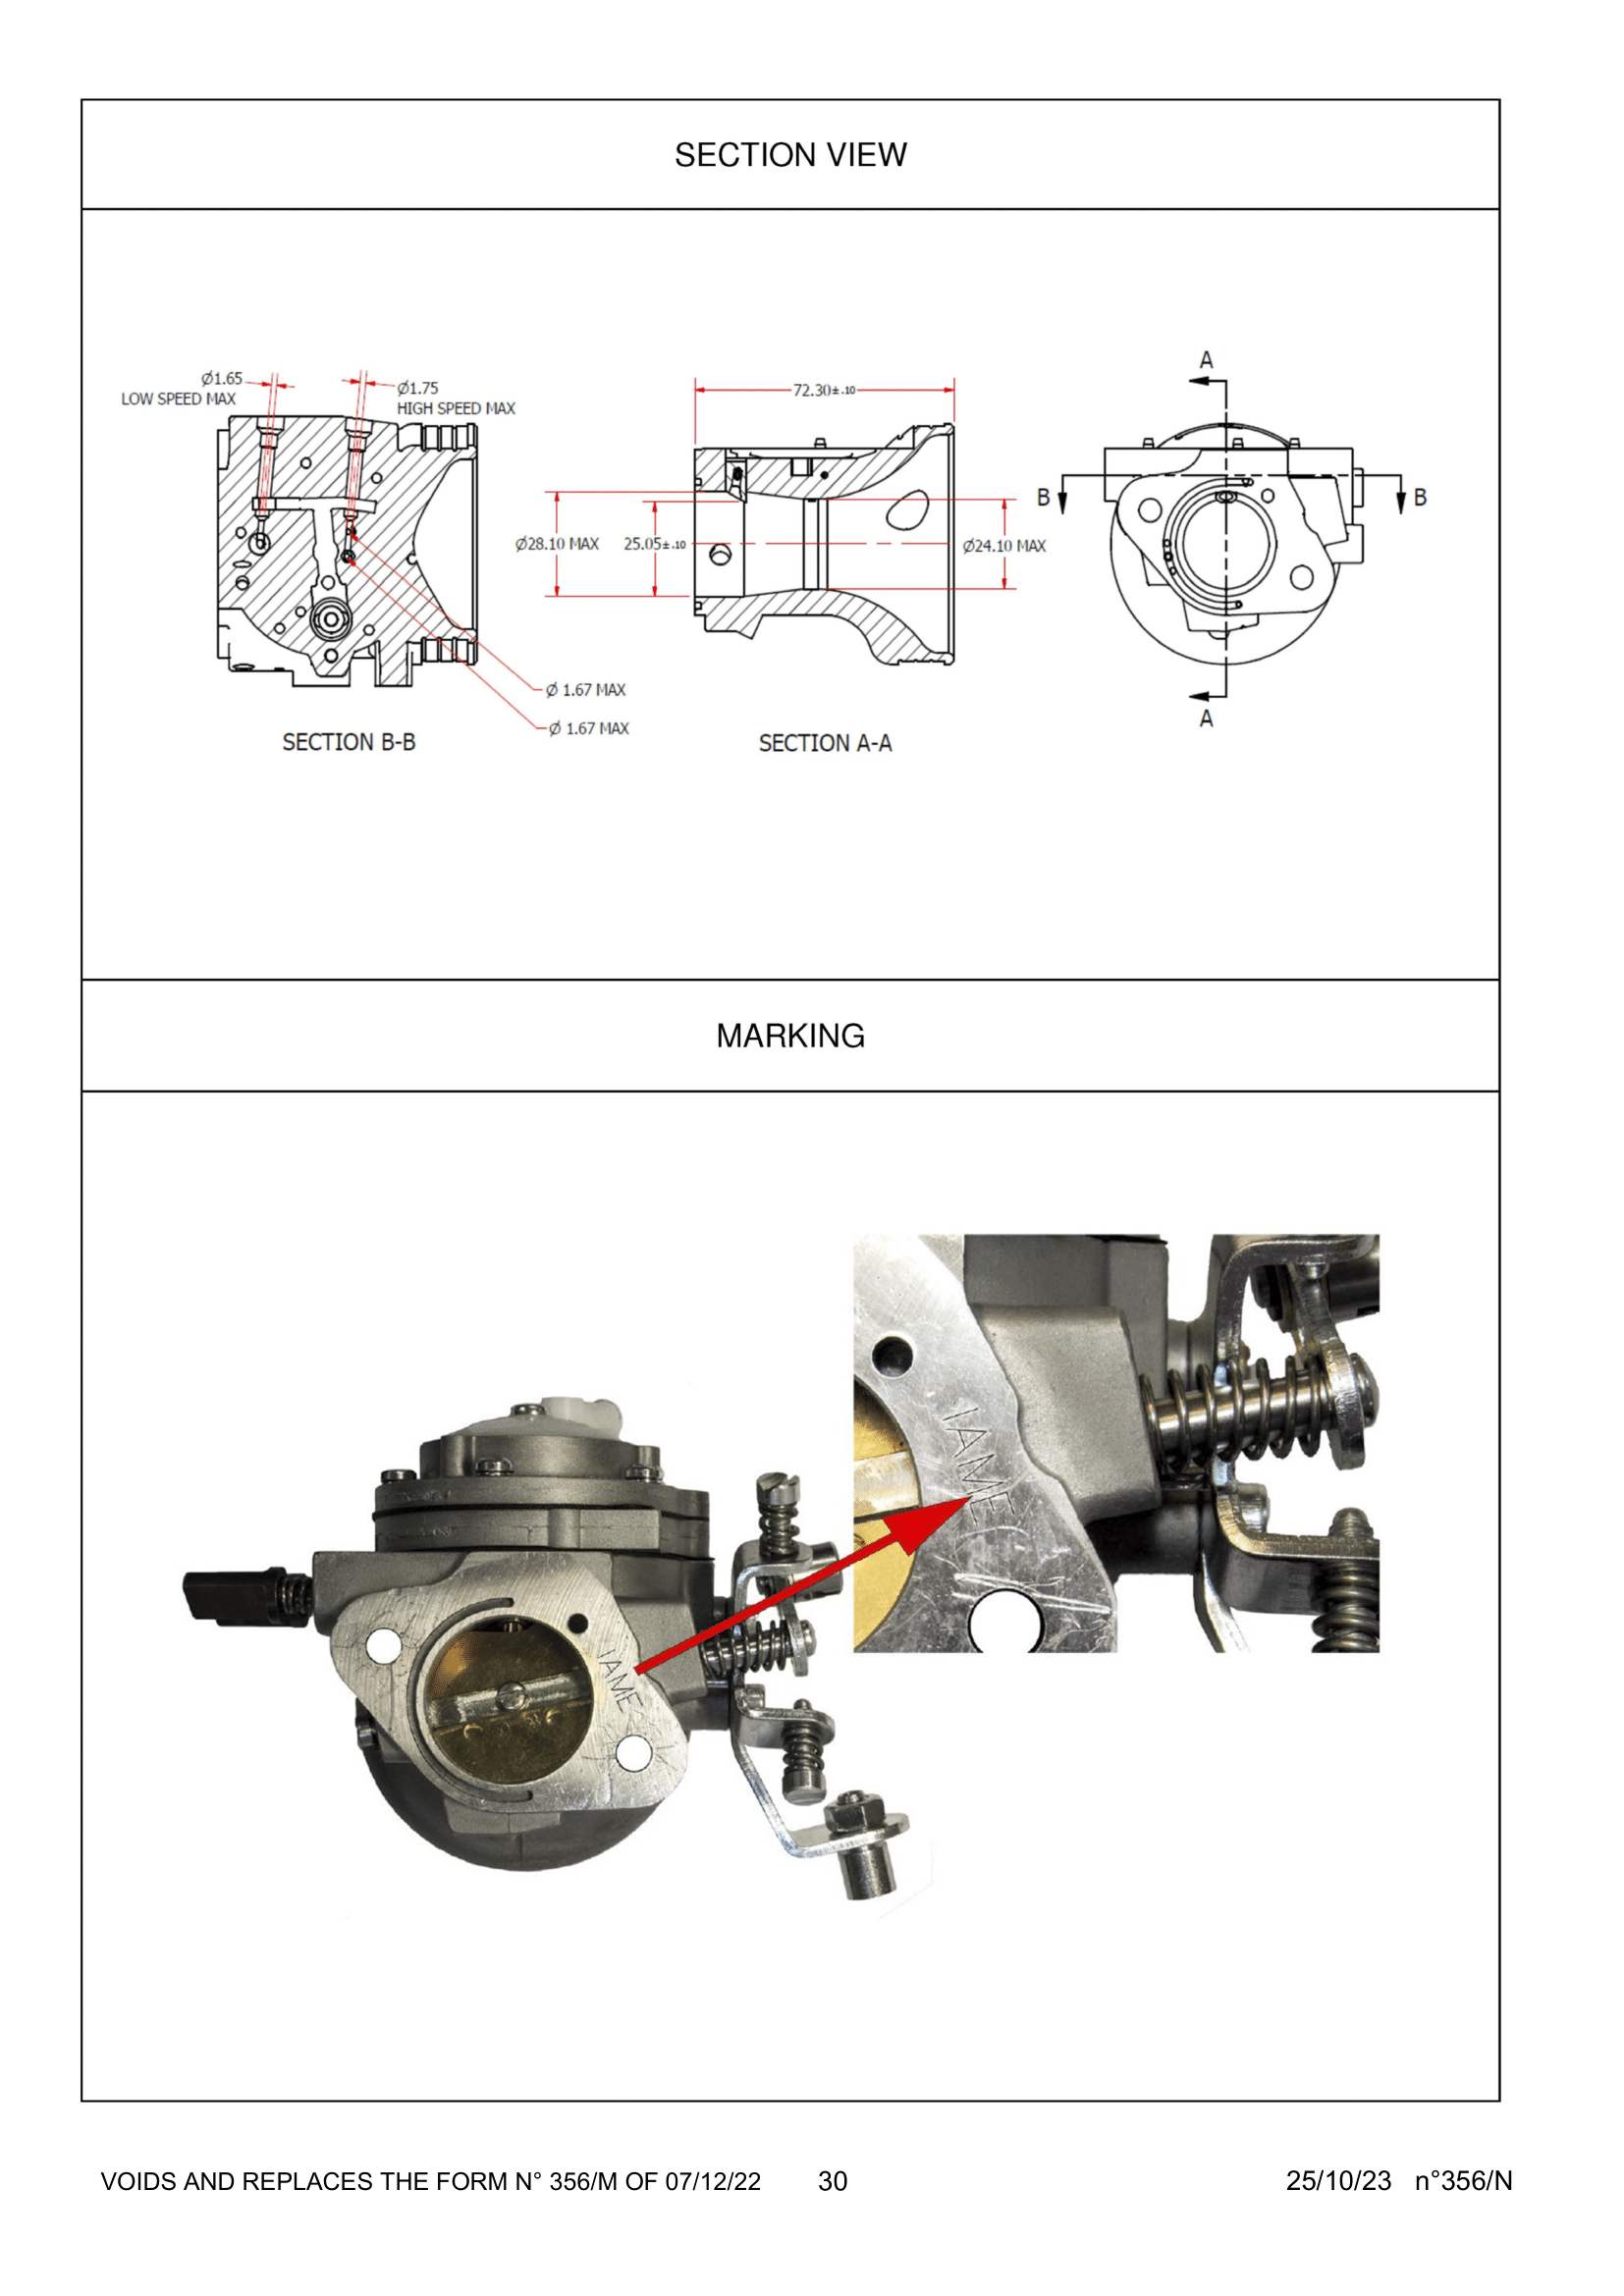 SECTION VIEW
A
Ø1.65
LOW SPEED MAX
Ø1.75
HIGH SPEED MAX
72.30±.10
B
B
Ø28.10 MAX
25.05±.10
Ø24.10 MAX
Ø 1.67 MAX
Ø 1.67 MAX
A
SECTION B-B
SECTION A-A
MARKING
IAME
IAME
VOIDS AND REPLACES THE FORM N° 356/M OF 07/12/22
30
25/10/23 n°356/N